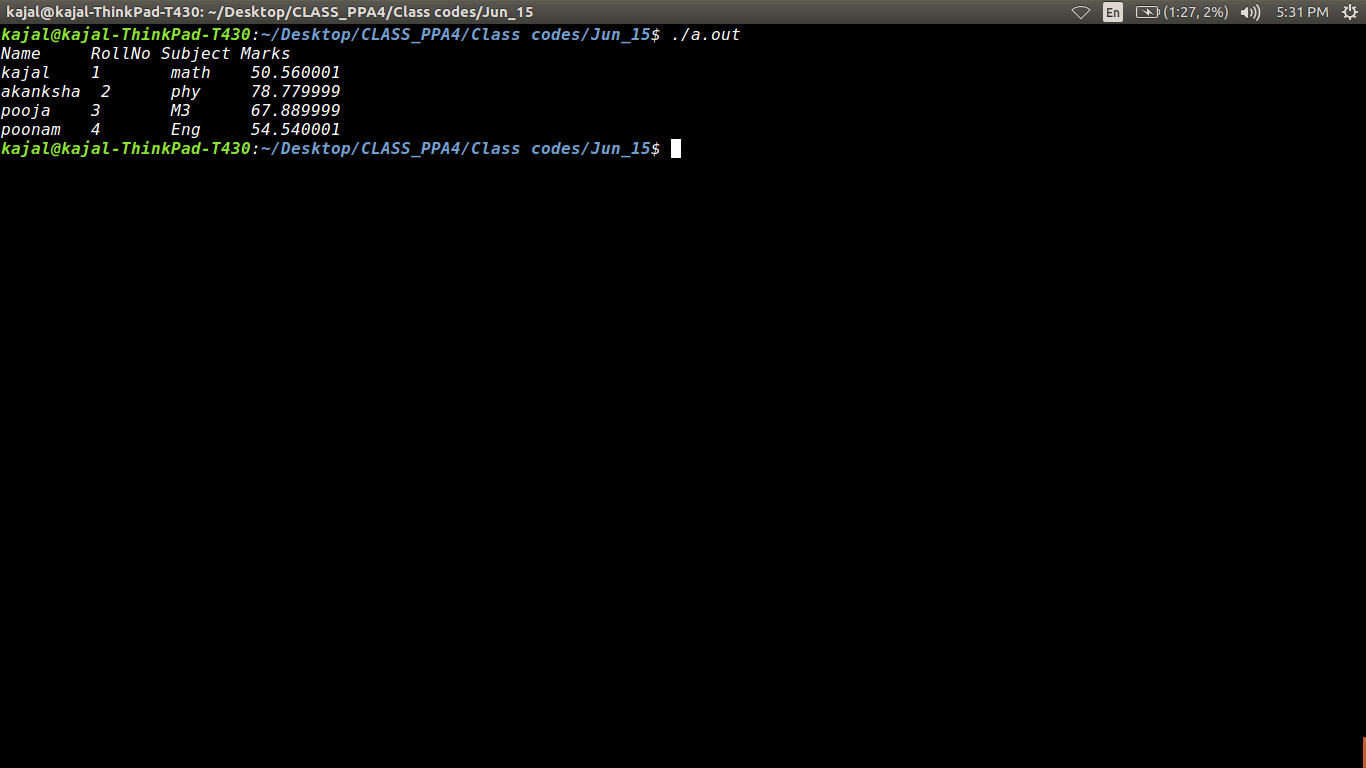 kajal@kajal-ThinkPad-T430: ~/Desktop/CLASS_PPA4/Class codes/Jun_15 En (1:27, 2%) 5:31 PM
kajal@kajal-ThinkPad-T430:~/Desktop/CLASS_PPA4/Class codes/Jun_15$ ./a.out
Name     RollNo Subject Marks
kajal    1       math    50.560001
akanksha  2      phy     78.779999
pooja    3       M3      67.889999
poonam   4       Eng     54.540001
kajal@kajal-ThinkPad-T430:~/Desktop/CLASS_PPA4/Class codes/Jun_15$